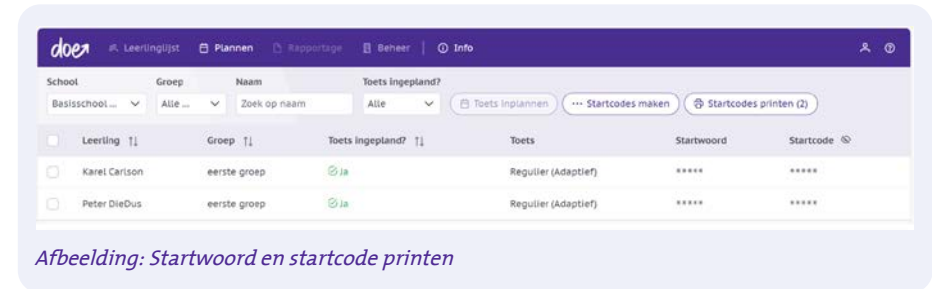 doe Leerlinglijst Plannen Rapportage Beheer Info
School Groep Naam Toets ingepland?
Basisschool ... Alle ... Zoek op naam Alle Toets inplannen ... Startcodes maken Startcodes printen (2)
Leerling Groep Toets ingepland? Toets Startwoord Startcode
Karel Carlson eerste groep Ja Regulier (Adaptief) ***** *****
Peter DieDus eerste groep Ja Regulier (Adaptief) ***** *****
Afbeelding: Startwoord en startcode printen